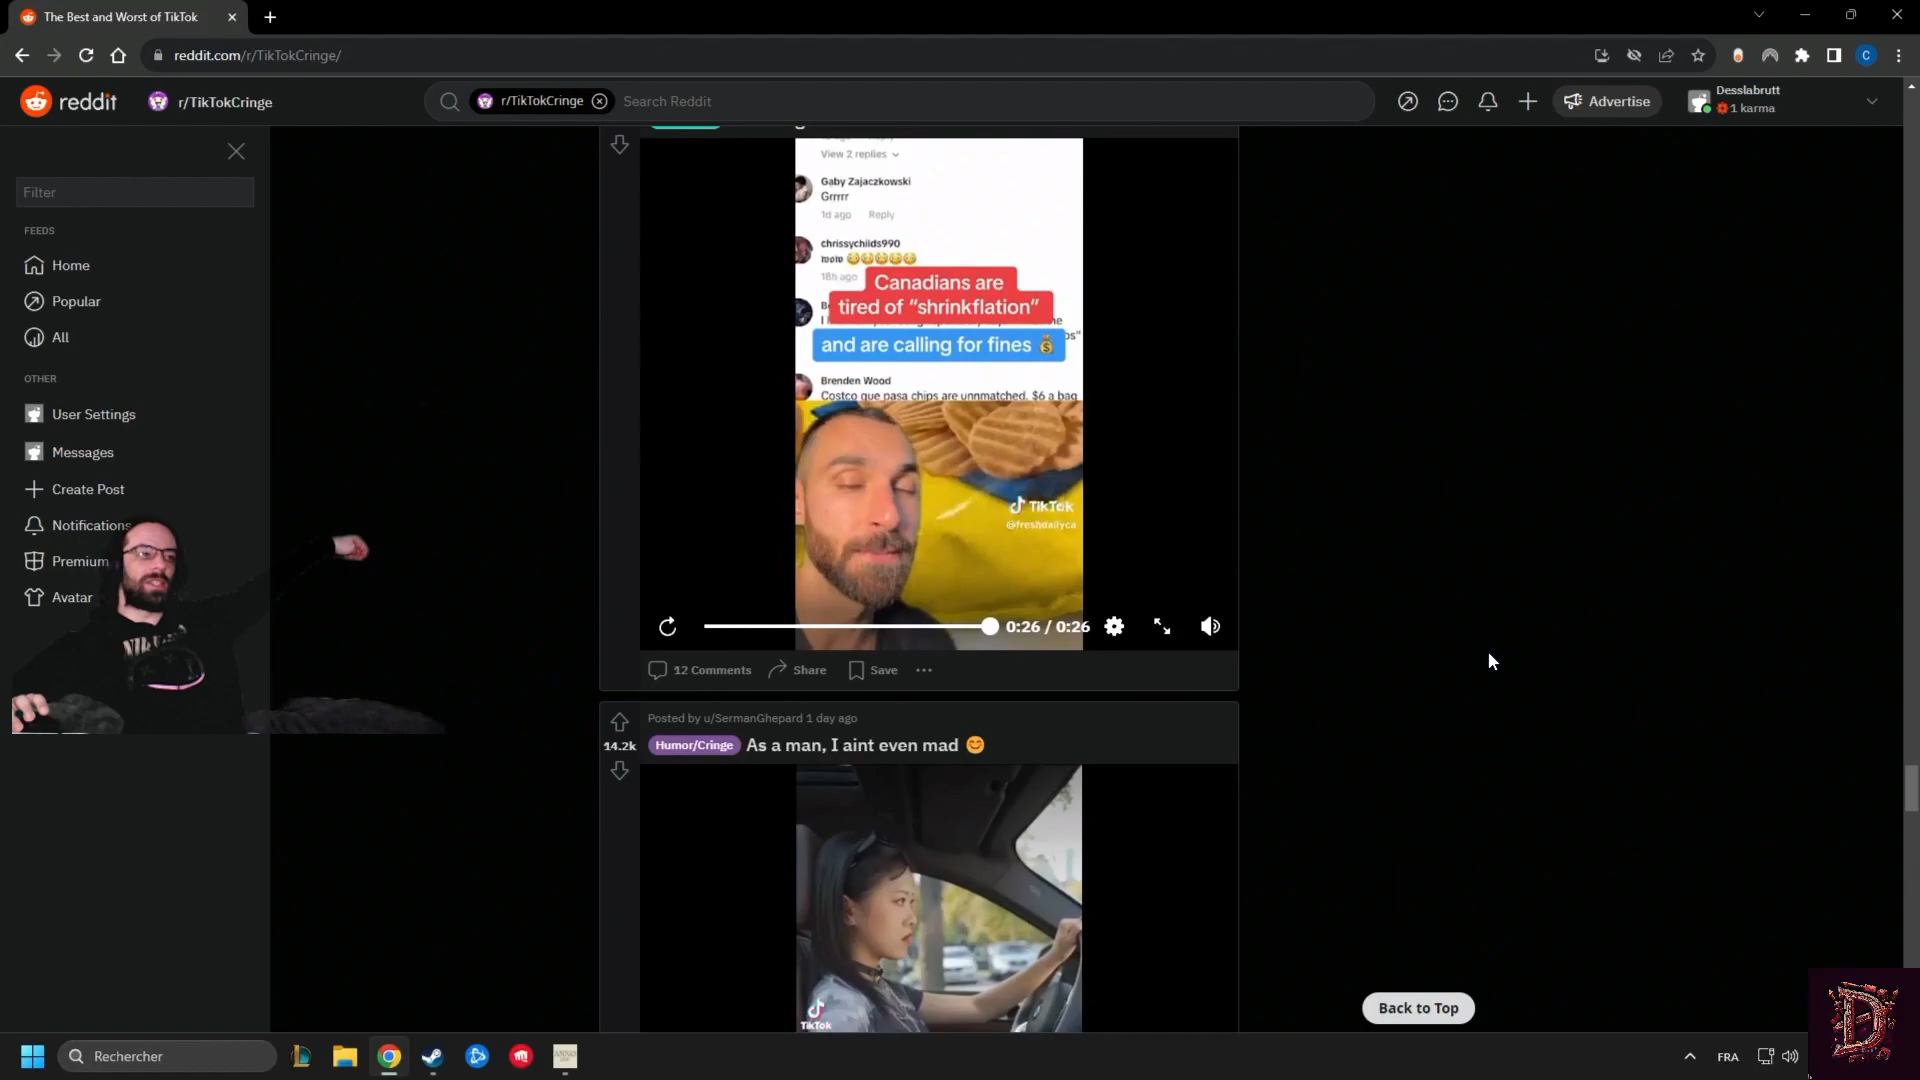 The Best and Worst of TikTok
reddit.com/r/TikTokCringe/
C
reddit
r/TikTokCringe
r/TikTokCringe
Search Reddit
Advertise
Desslabrutt
1 karma
Filter
FEEDS
Home
Popular
All
OTHER
User Settings
Messages
Create Post
Notifications
Premium
Avatar
View 2 replies
Gaby Zajaczkowski
Grrrrr
1d ago Reply
chrissychilds990
wow 😳😳😳😳😳
18h ago
Canadians are
tired of “shrinkflation”
and are calling for fines 💰
Brenden Wood
Costco que pasa chips are unnmatched. $6 a bag
TikTok
@freshdailyca
0:26 / 0:26
12 Comments
Share
Save
Posted by u/SermanGhepard 1 day ago
14.2k
Humor/Cringe
As a man, I aint even mad 😊
TikTok
Back to Top
Rechercher
ANNO
FRA
D